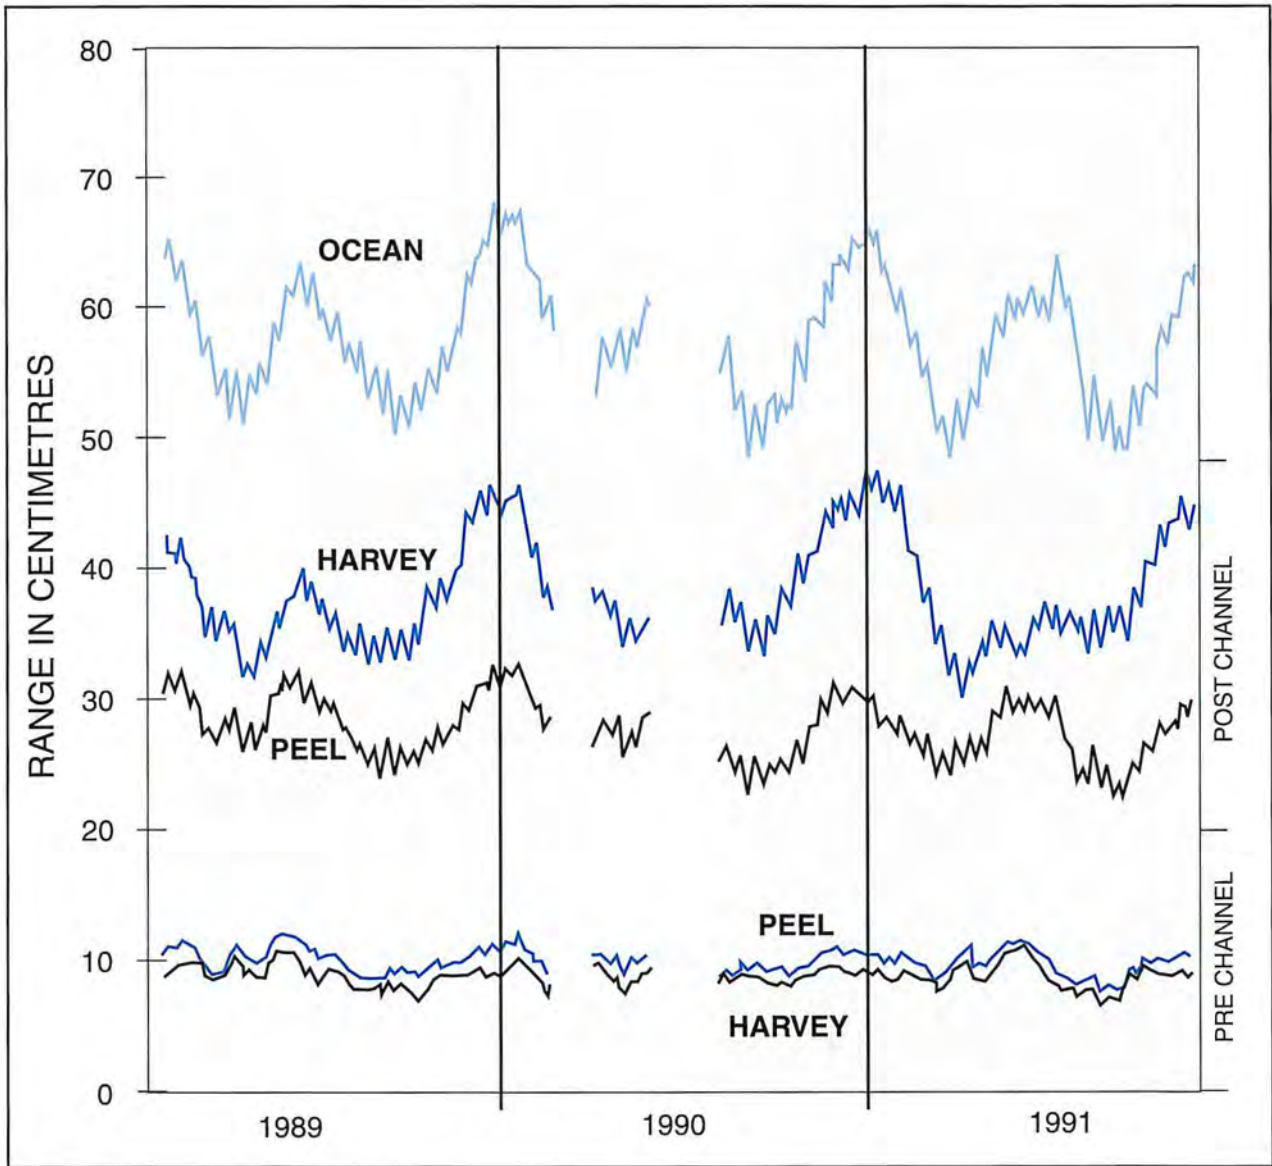 RANGE IN CENTIMETRES
80
70
60
50
40
30
20
10
0
OCEAN
HARVEY
PEEL
PEEL
HARVEY
POST CHANNEL
PRE CHANNEL
1989
1990
1991